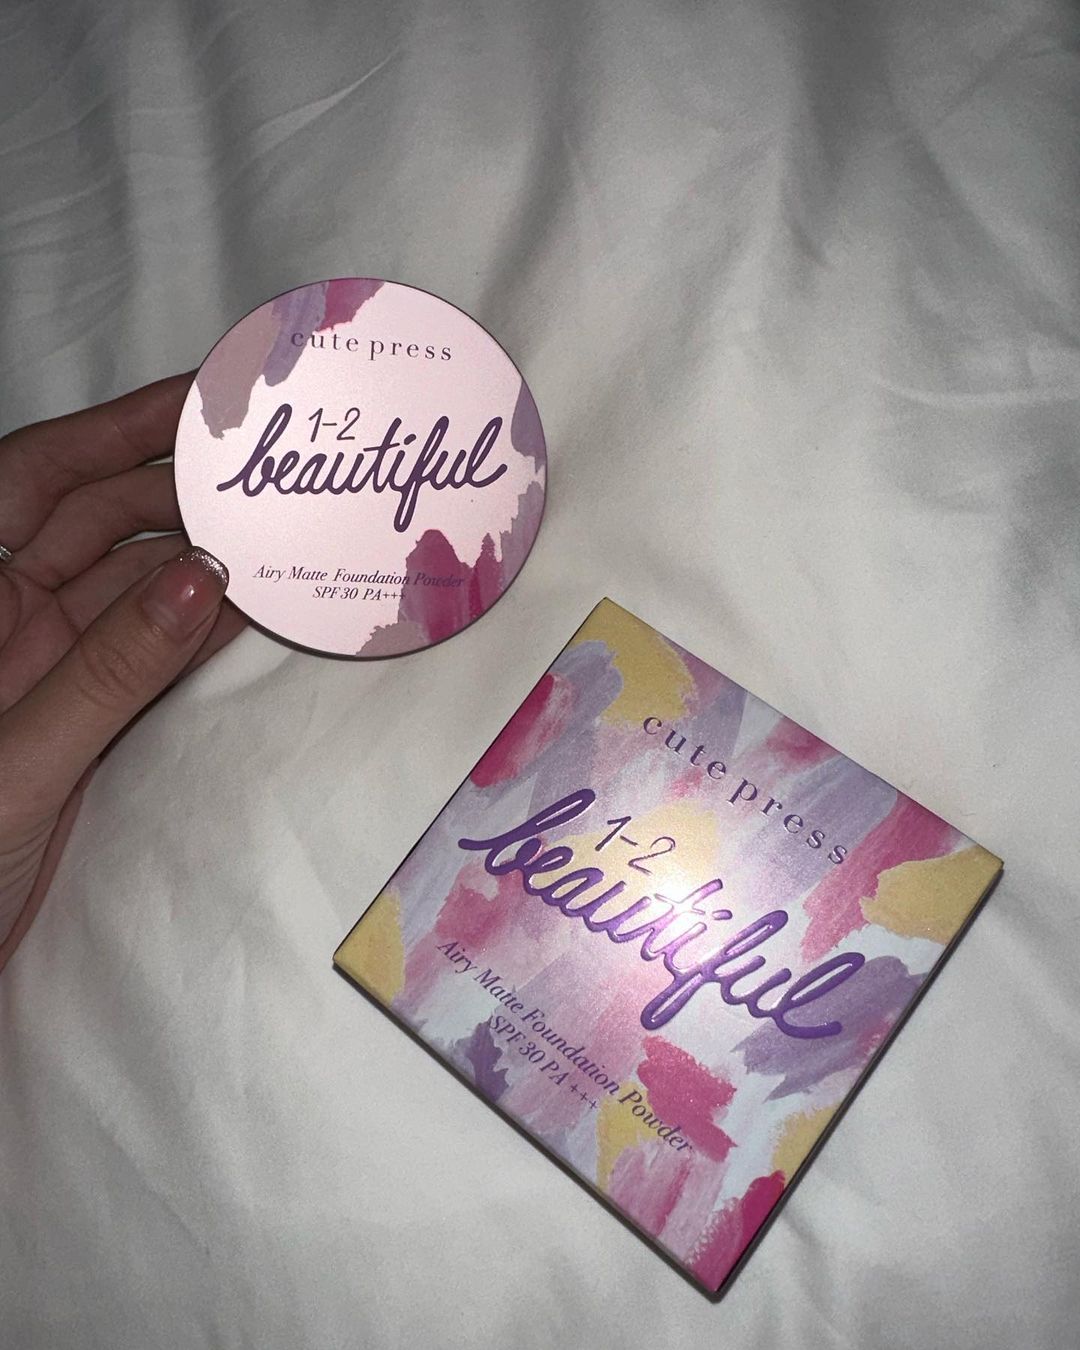 cute press
1-2
beautiful
Airy Matte Foundation Powder
SPF 30 PA+++
cute press
1-2
beautiful
Airy Matte Foundation Powder
SPF 30 PA +++